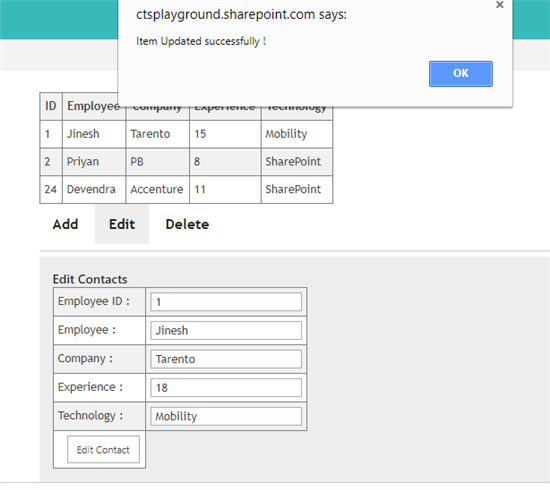 ctsplayground.sharepoint.com says:
Item Updated successfully !
OK
ID Employee Company Experience Technology
1 Jinesh Tarento 15 Mobility
2 Priyan PB 8 SharePoint
24 Devendra Accenture 11 SharePoint
Add Edit Delete
Edit Contacts
Employee ID : 1
Employee : Jinesh
Company : Tarento
Experience : 18
Technology : Mobility
Edit Contact